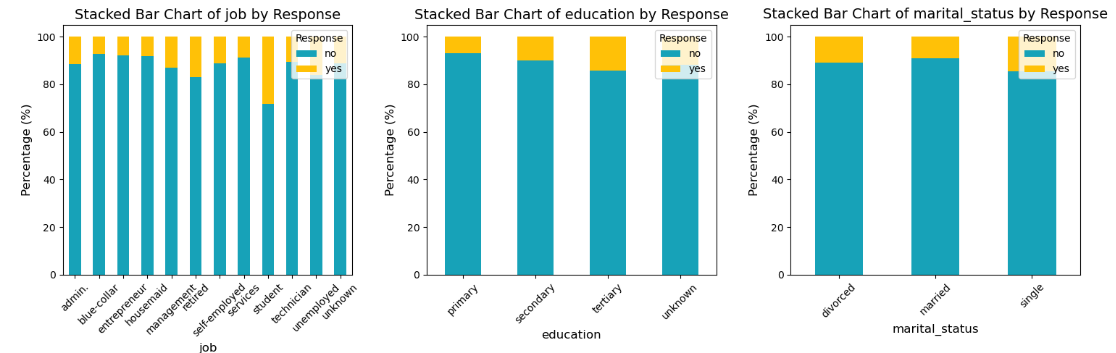 Stacked Bar Chart of job by Response
Percentage (%)
100
80
60
40
20
0
Response
no
yes
admin.
blue-collar
entrepreneur
housemaid
management
retired
self-employed
services
student
technician
unemployed
unknown
job
Stacked Bar Chart of education by Response
Percentage (%)
100
80
60
40
20
0
Response
no
yes
primary
secondary
tertiary
unknown
education
Stacked Bar Chart of marital_status by Response
Percentage (%)
100
80
60
40
20
0
Response
no
yes
divorced
married
single
marital_status